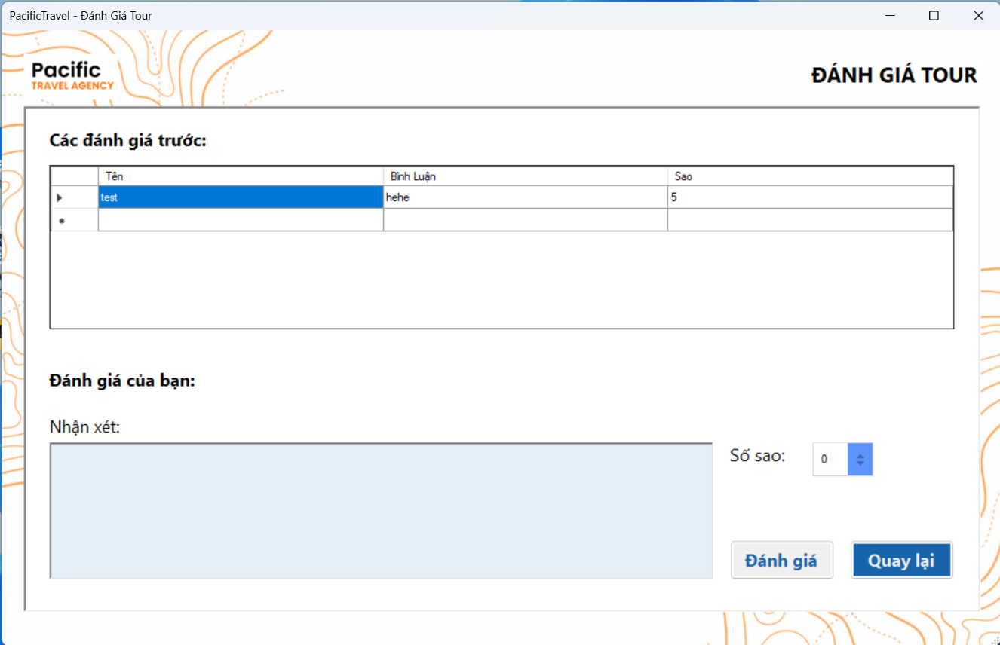 PacificTravel - Đánh Giá Tour
Pacific
TRAVEL AGENCY
ĐÁNH GIÁ TOUR
Các đánh giá trước:
Tên Bình Luận Sao
test hehe 5
Đánh giá của bạn:
Nhận xét:
Số sao: 0
Đánh giá Quay lại